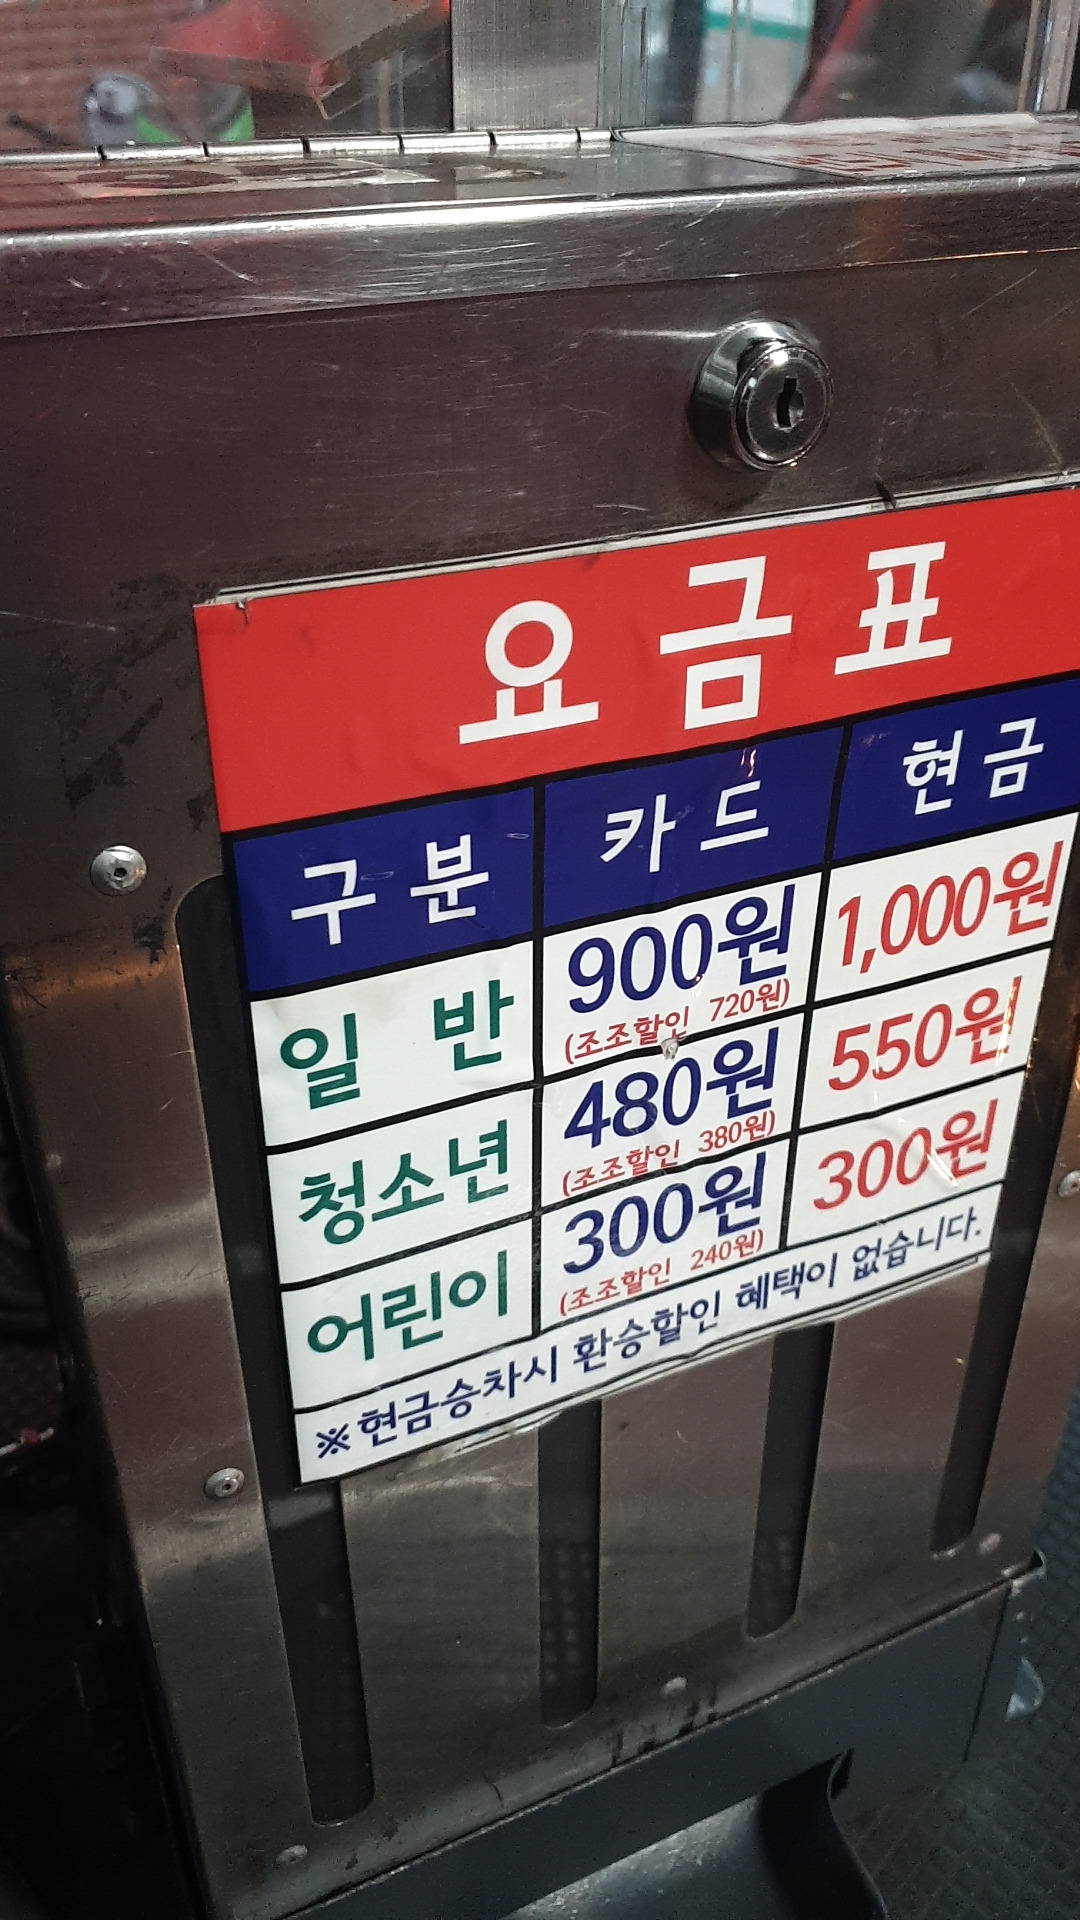 요금표
구분 카드 현금
일반 900원 1,000원
(조조할인 720원)
청소년 480원 550원
(조조할인 380원)
어린이 300원 300원
(조조할인 240원)
※현금승차시 환승할인 혜택이 없습니다.